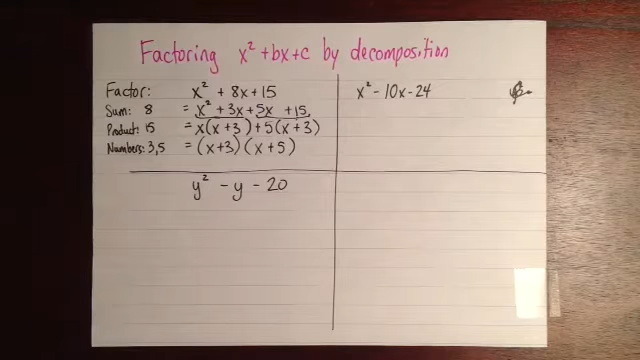 Factoring x² + bx + c by decomposition
Factor: x² + 8x + 15
Sum: 8 = x² + 3x + 5x + 15
Product: 15 = x(x + 3) + 5(x + 3)
Numbers: 3, 5 = (x + 3)(x + 5)
x² - 10x - 24
y² - y - 20